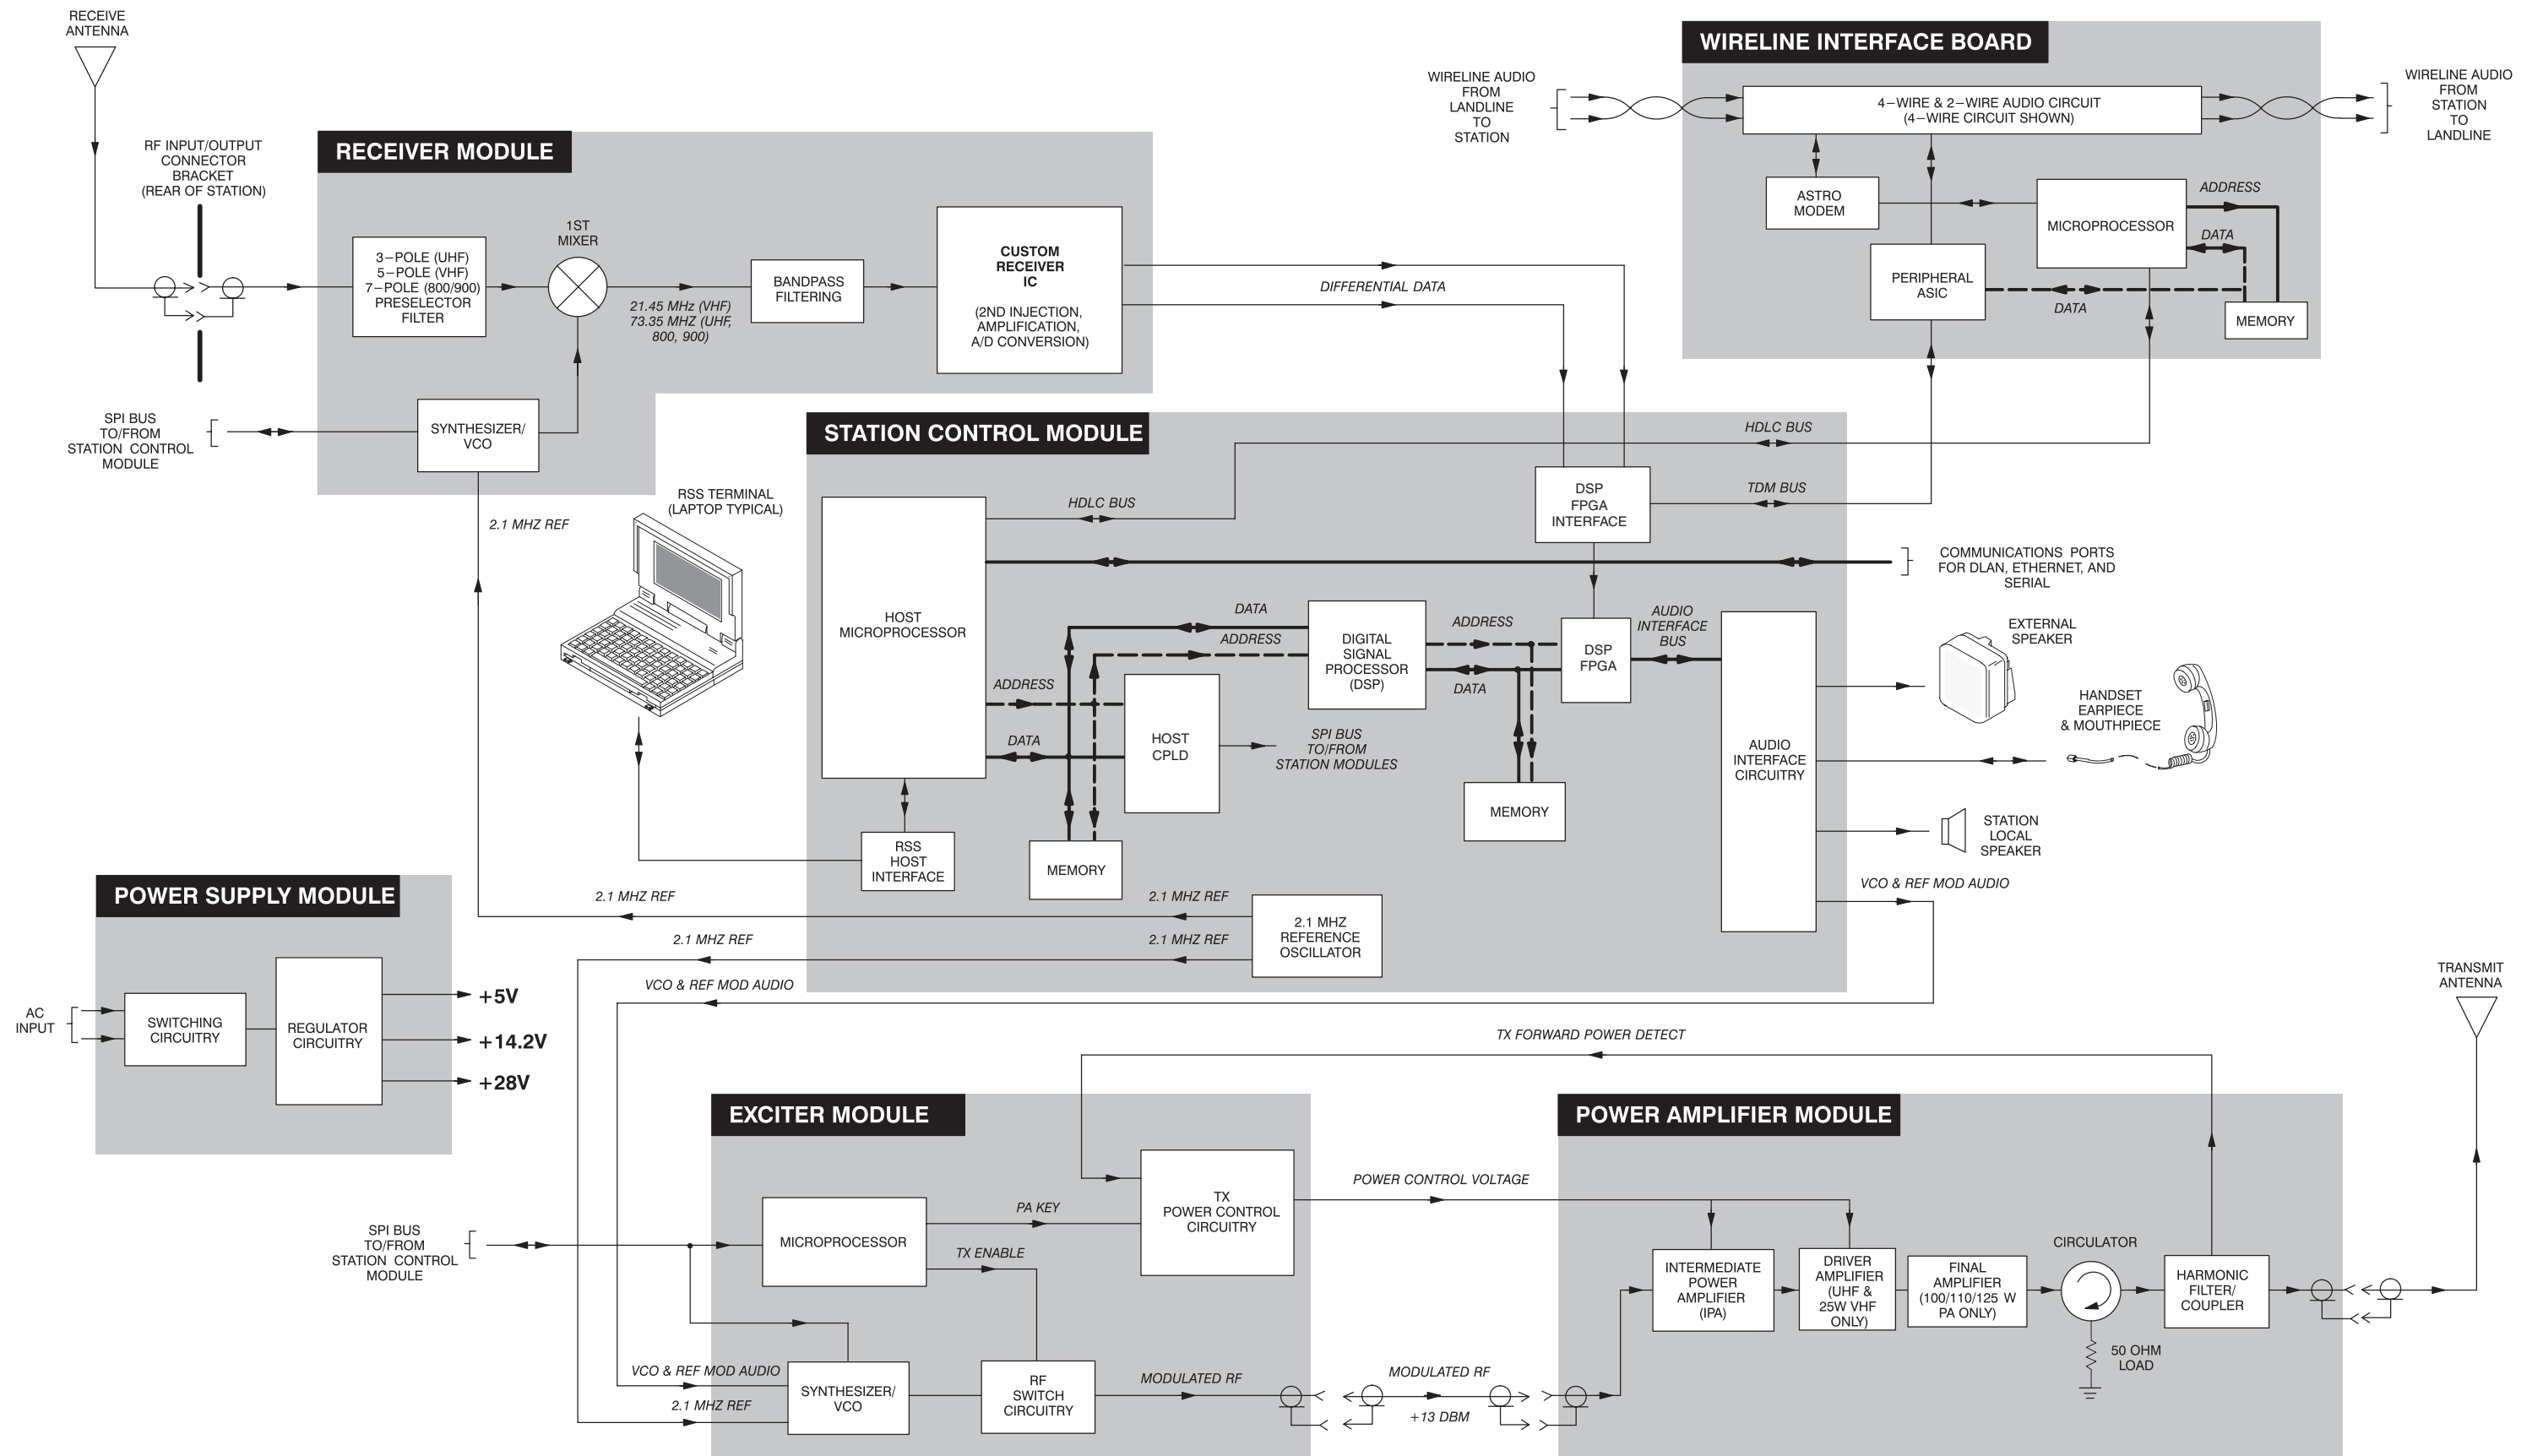 RECEIVE
ANTENNA
RF INPUT/OUTPUT
CONNECTOR
BRACKET
(REAR OF STATION)
RECEIVER MODULE
3−POLE (UHF)
5−POLE (VHF)
7−POLE (800/900)
PRESELECTOR
FILTER
1ST
MIXER
21.45 MHz (VHF)
73.35 MHZ (UHF,
800, 900)
BANDPASS
FILTERING
CUSTOM
RECEIVER
IC
(2ND INJECTION,
AMPLIFICATION,
A/D CONVERSION)
DIFFERENTIAL DATA
SPI BUS
TO/FROM
STATION CONTROL
MODULE
SYNTHESIZER/
VCO
2.1 MHZ REF
WIRELINE INTERFACE BOARD
WIRELINE AUDIO
FROM
LANDLINE
TO
STATION
4−WIRE & 2−WIRE AUDIO CIRCUIT
(4−WIRE CIRCUIT SHOWN)
WIRELINE AUDIO
FROM
STATION
TO
LANDLINE
ASTRO
MODEM
MICROPROCESSOR
ADDRESS
DATA
PERIPHERAL
ASIC
DATA
MEMORY
RSS TERMINAL
(LAPTOP TYPICAL)
STATION CONTROL MODULE
HDLC BUS
HDLC BUS
TDM BUS
DSP
FPGA
INTERFACE
COMMUNICATIONS PORTS
FOR DLAN, ETHERNET, AND
SERIAL
HOST
MICROPROCESSOR
DATA
ADDRESS
DIGITAL
SIGNAL
PROCESSOR
(DSP)
ADDRESS
DATA
DSP
FPGA
AUDIO
INTERFACE
BUS
ADDRESS
DATA
HOST
CPLD
SPI BUS
TO/FROM
STATION MODULES
MEMORY
AUDIO
INTERFACE
CIRCUITRY
EXTERNAL
SPEAKER
HANDSET
EARPIECE
& MOUTHPIECE
STATION
LOCAL
SPEAKER
RSS
HOST
INTERFACE
MEMORY
2.1 MHZ REF
2.1 MHZ REF
2.1 MHZ REF
2.1 MHZ REF
2.1 MHZ
REFERENCE
OSCILLATOR
VCO & REF MOD AUDIO
VCO & REF MOD AUDIO
POWER SUPPLY MODULE
AC
INPUT
SWITCHING
CIRCUITRY
REGULATOR
CIRCUITRY
+5V
+14.2V
+28V
TX FORWARD POWER DETECT
TRANSMIT
ANTENNA
EXCITER MODULE
SPI BUS
TO/FROM
STATION CONTROL
MODULE
MICROPROCESSOR
PA KEY
TX ENABLE
TX
POWER CONTROL
CIRCUITRY
POWER CONTROL VOLTAGE
VCO & REF MOD AUDIO
2.1 MHZ REF
SYNTHESIZER/
VCO
RF
SWITCH
CIRCUITRY
MODULATED RF
MODULATED RF
+13 DBM
POWER AMPLIFIER MODULE
INTERMEDIATE
POWER
AMPLIFIER
(IPA)
DRIVER
AMPLIFIER
(UHF &
25W VHF
ONLY)
FINAL
AMPLIFIER
(100/110/125 W
PA ONLY)
CIRCULATOR
50 OHM
LOAD
HARMONIC
FILTER/
COUPLER